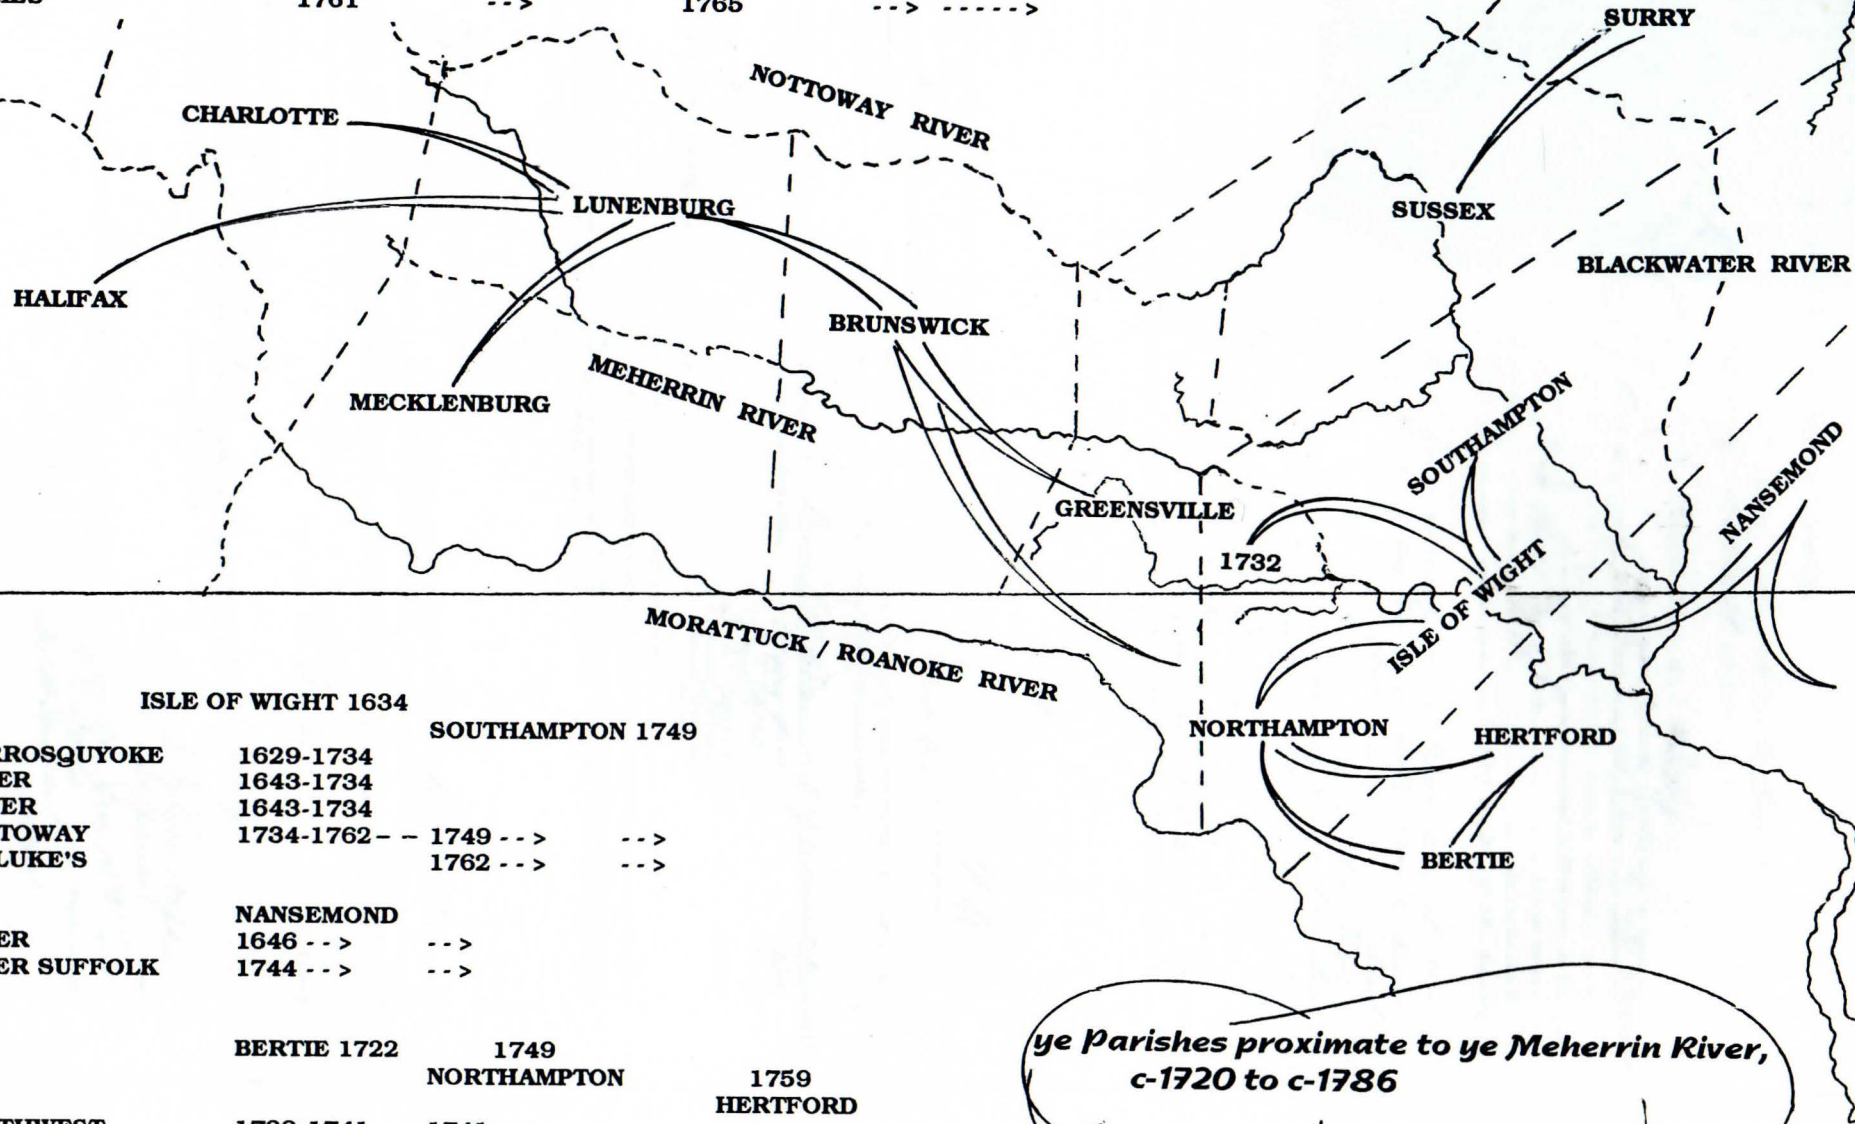 1761 --> 1765 --> ----->
SURRY
NOTTOWAY RIVER
CHARLOTTE
LUNENBURG
SUSSEX
BLACKWATER RIVER
HALIFAX
BRUNSWICK
MEHERRIN RIVER
MECKLENBURG
SOUTHAMPTON
NANSEMOND
GREENSVILLE
1732
ISLE OF WIGHT
MORATTUCK / ROANOKE RIVER
NORTHAMPTON
HERTFORD
BERTIE
ISLE OF WIGHT 1634
SOUTHAMPTON 1749
RROSQUYOKE 1629-1734
ER 1643-1734
ER 1643-1734
TOWAY 1734-1762-- 1749 --> -->
LUKE'S 1762 --> -->
NANSEMOND
ER 1646 --> -->
ER SUFFOLK 1744 --> -->
BERTIE 1722 1749
NORTHAMPTON 1759
HERTFORD
ye Parishes proximate to ye Meherrin River,
c-1720 to c-1786